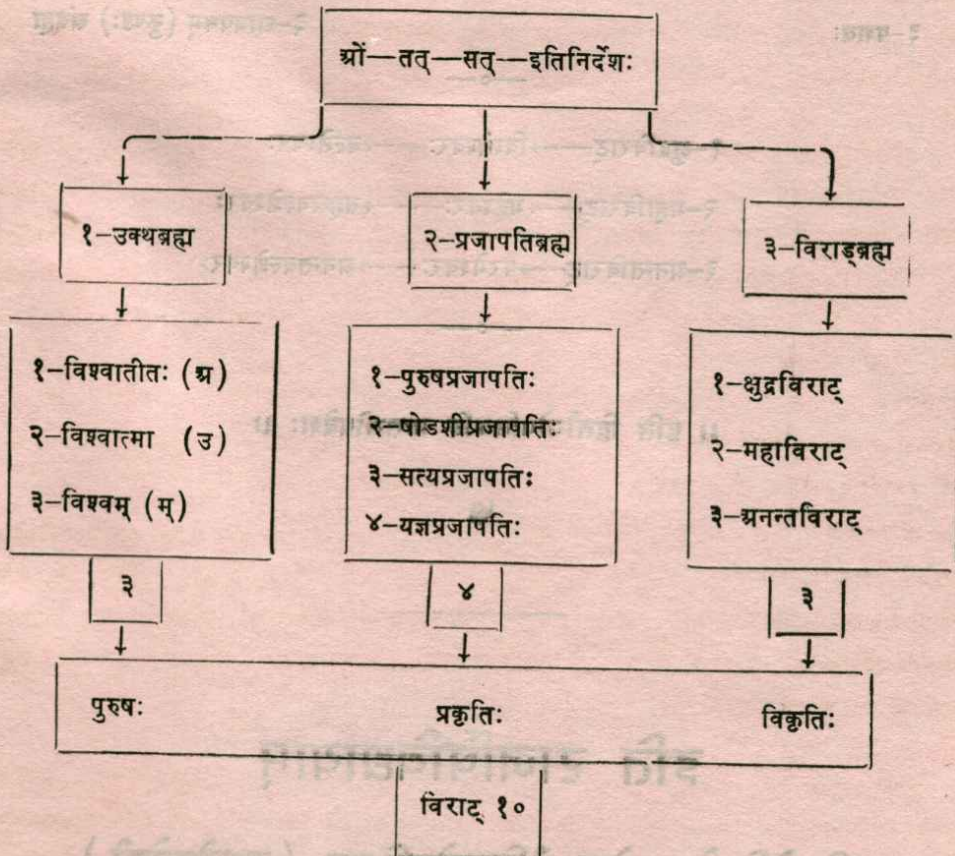 ओं—तत्—सत्—इतिनिर्देशः
१–उक्थब्रह्म
२–प्रजापतिब्रह्म
३–विराड्ब्रह्म
१–विश्वातीतः (अ)
२–विश्वात्मा (उ)
३–विश्वम् (म्)
१–पुरुषप्रजापतिः
२–षोडशीप्रजापतिः
३–सत्यप्रजापतिः
४–यज्ञप्रजापतिः
१–क्षुद्रविराट्
२–महाविराट्
३–अनन्तविराट्
३
४
३
पुरुषः प्रकृतिः विकृतिः
विराट् १०